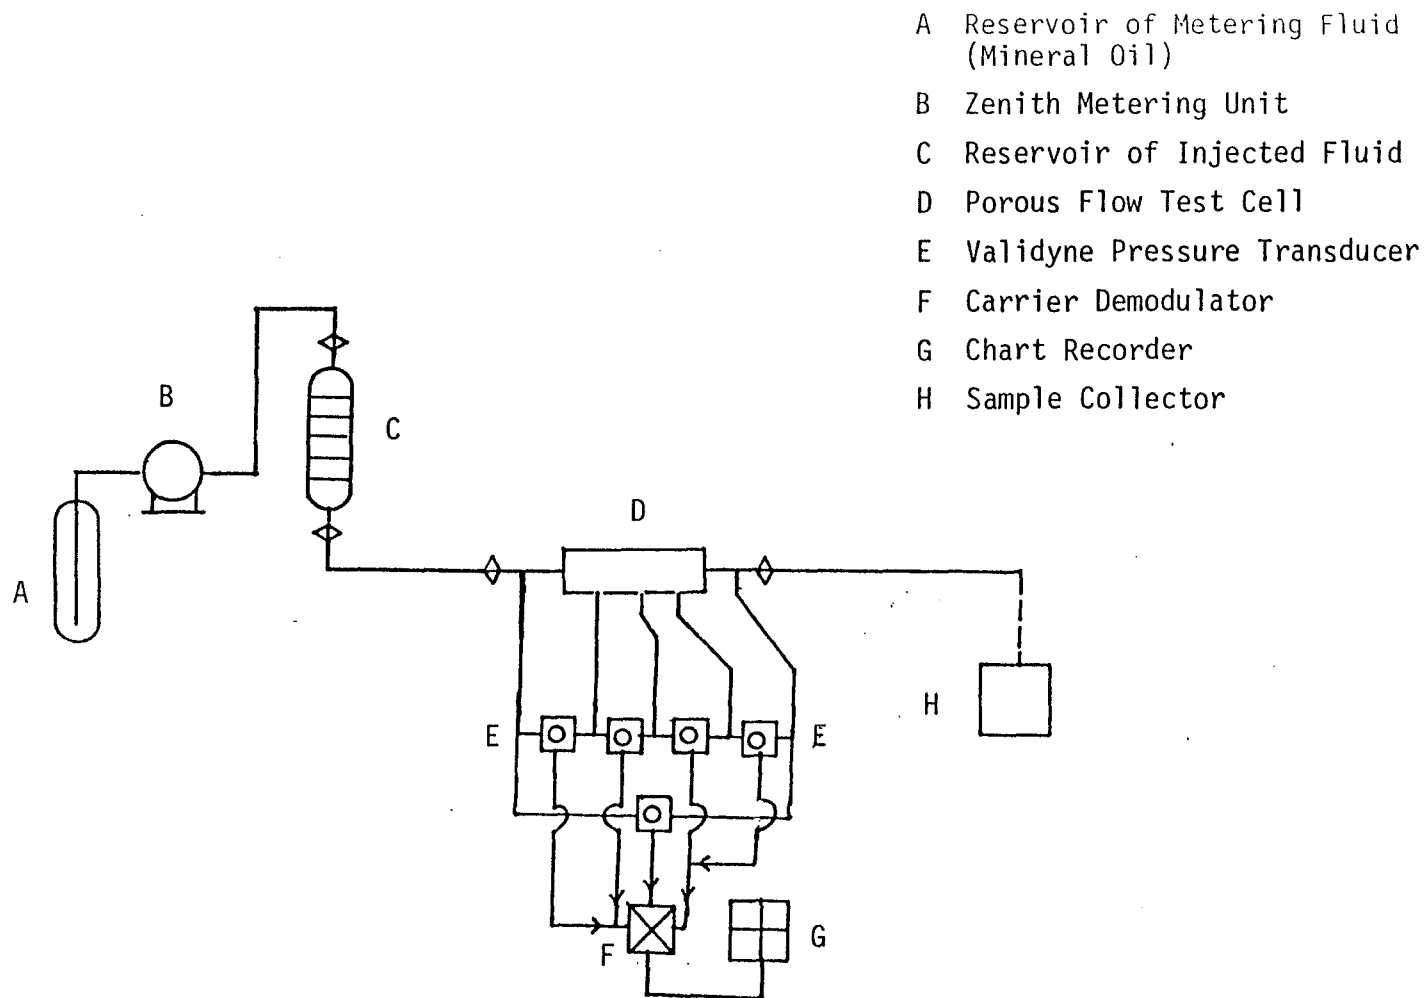 A Reservoir of Metering Fluid
(Mineral Oil)
B Zenith Metering Unit
C Reservoir of Injected Fluid
D Porous Flow Test Cell
E Validyne Pressure Transducer
F Carrier Demodulator
G Chart Recorder
H Sample Collector
B
C
A
D
E
E
H
F
G